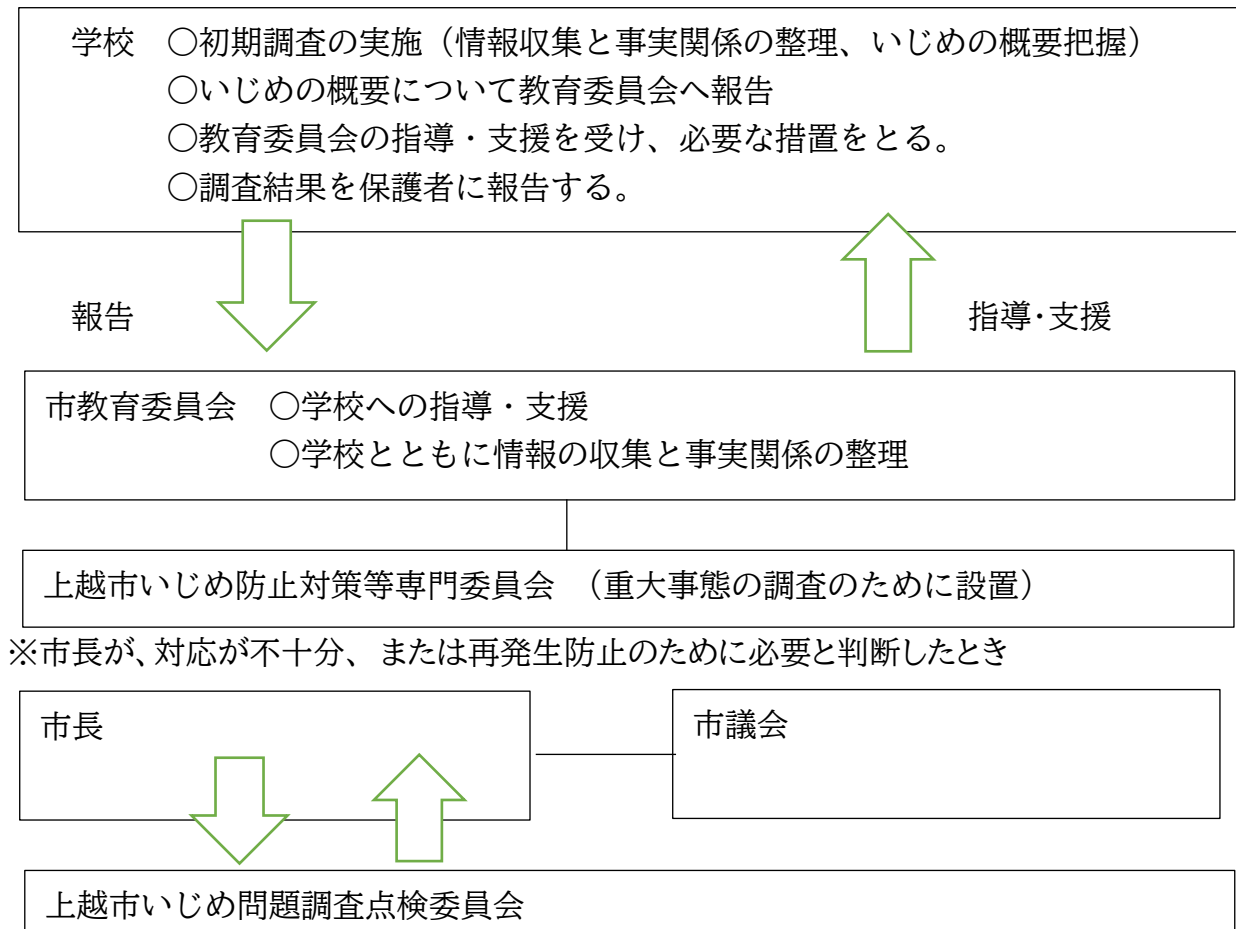 学校 ○初期調査の実施（情報収集と事実関係の整理、いじめの概要把握）
○いじめの概要について教育委員会へ報告
○教育委員会の指導・支援を受け、必要な措置をとる。
○調査結果を保護者に報告する。
報告
指導・支援
市教育委員会 ○学校への指導・支援
○学校とともに情報の収集と事実関係の整理
上越市いじめ防止対策等専門委員会 （重大事態の調査のために設置）
※市長が、対応が不十分、または再発生防止のために必要と判断したとき
市長
市議会
上越市いじめ問題調査点検委員会